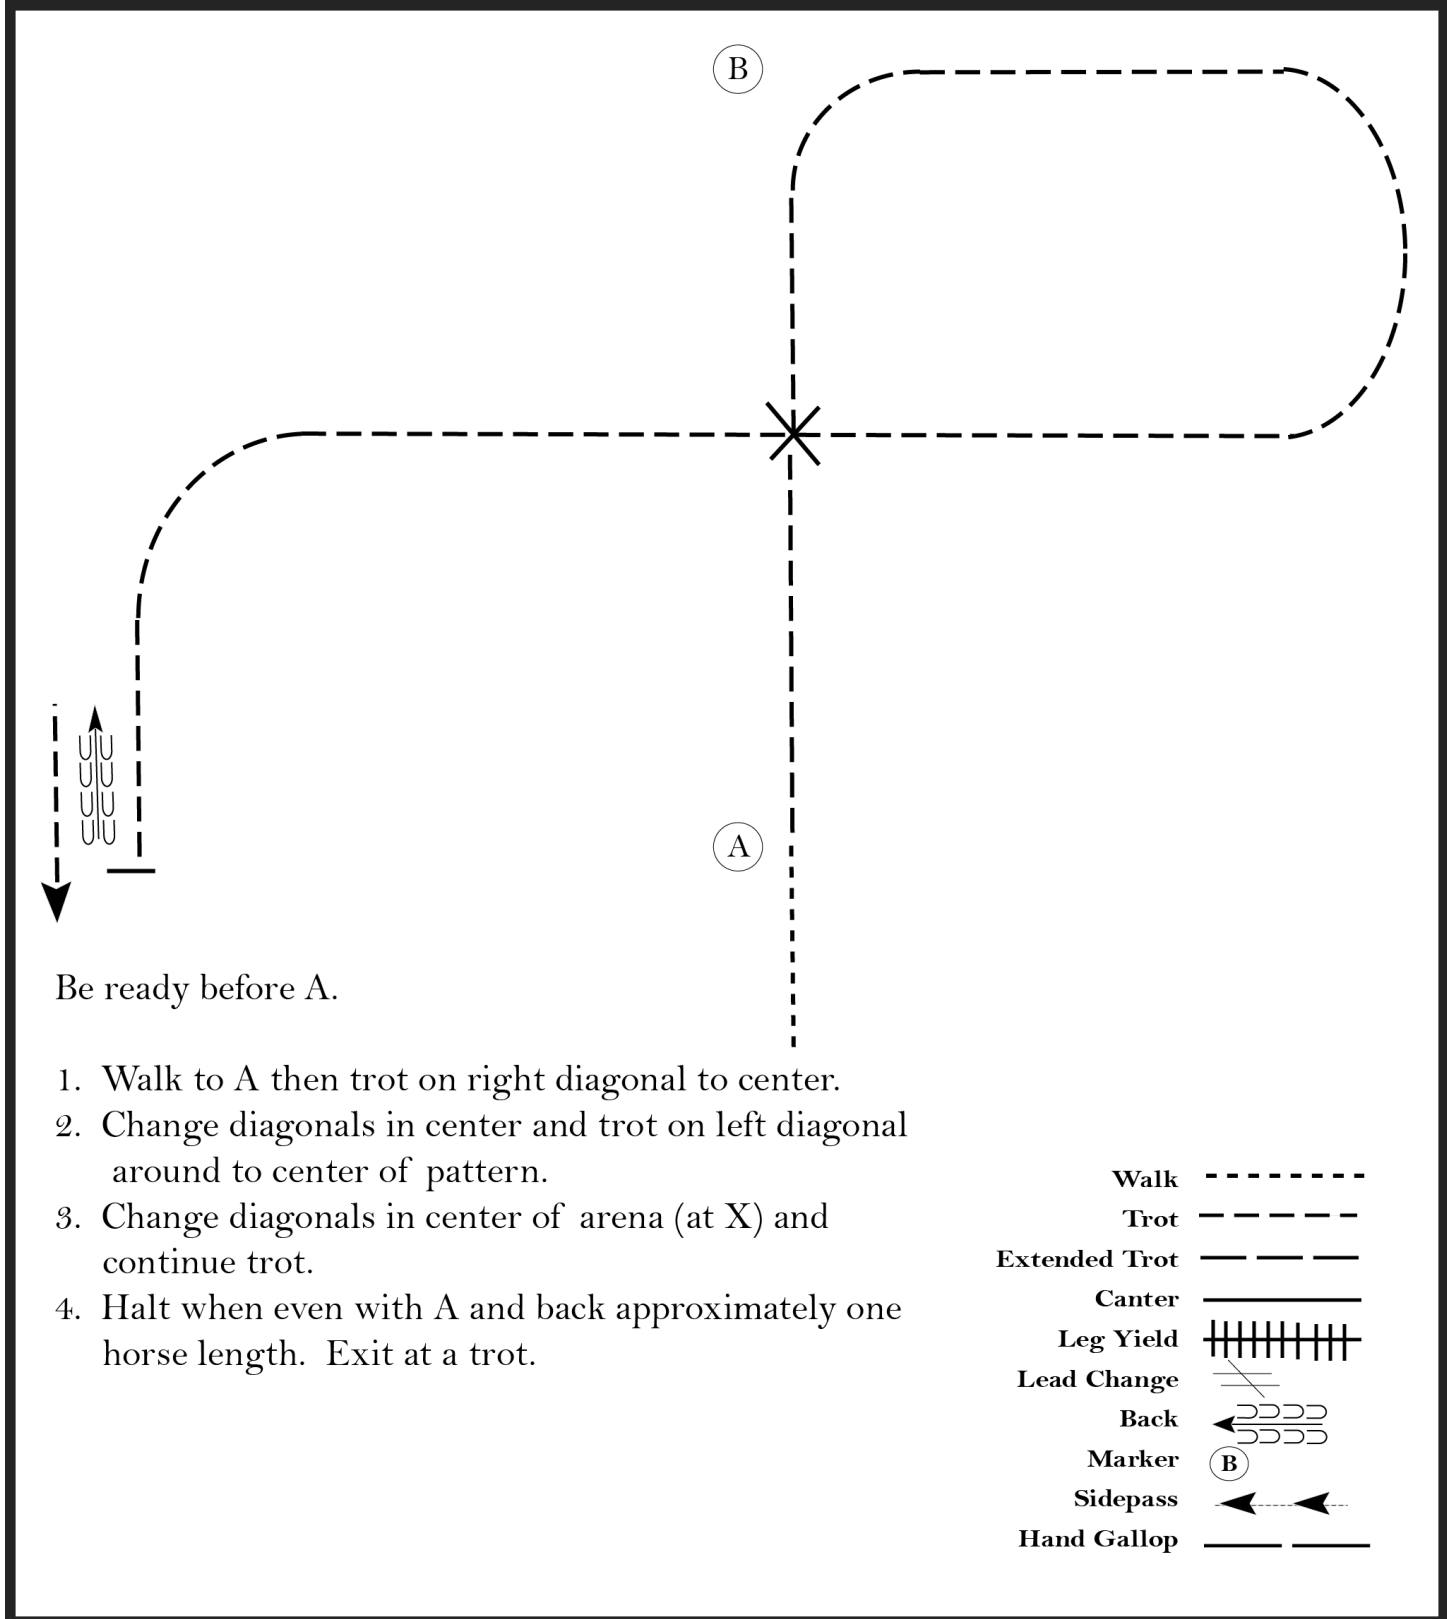 B
A
Be ready before A.
1. Walk to A then trot on right diagonal to center.
2. Change diagonals in center and trot on left diagonal
around to center of pattern.
3. Change diagonals in center of arena (at X) and
continue trot.
4. Halt when even with A and back approximately one
horse length. Exit at a trot.
Walk
Trot
Extended Trot
Canter
Leg Yield
Lead Change
Back
Marker B
Sidepass
Hand Gallop